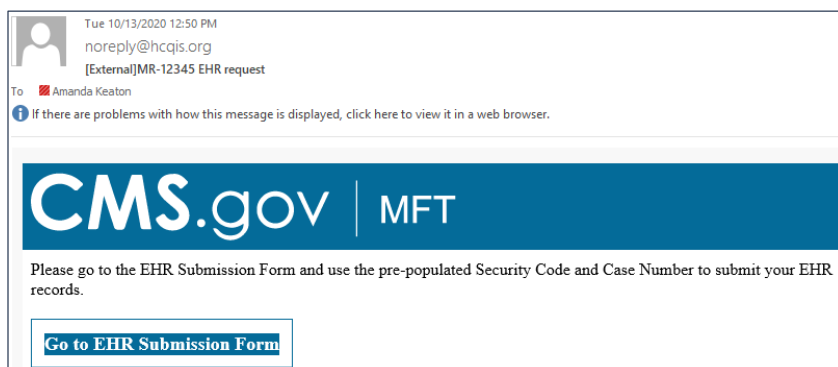 Tue 10/13/2020 12:50 PM
noreply@hcqis.org
[External]MR-12345 EHR request
To Amanda Keaton
If there are problems with how this message is displayed, click here to view it in a web browser.
CMS.gov | MFT
Please go to the EHR Submission Form and use the pre-populated Security Code and Case Number to submit your EHR
records.
Go to EHR Submission Form